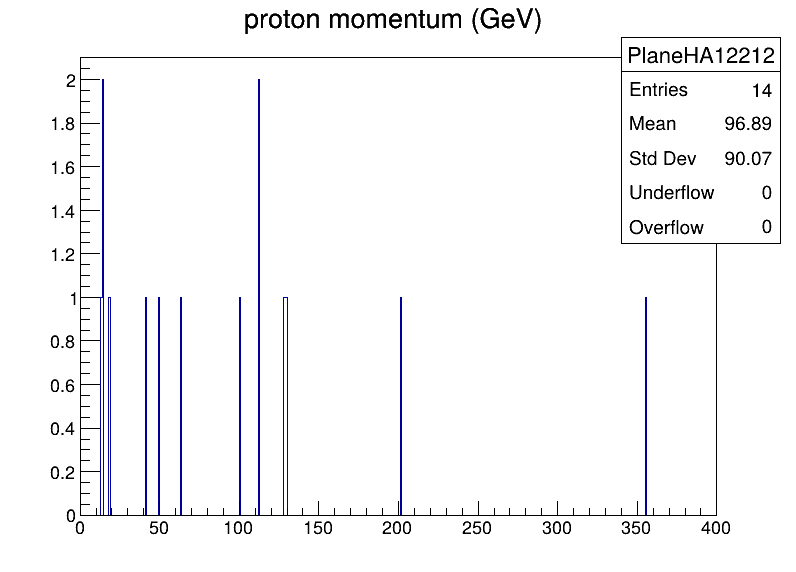 proton momentum (GeV)
PlaneHA12212
Entries 14
Mean 96.89
Std Dev 90.07
Underflow 0
Overflow 0
2
1.8
1.6
1.4
1.2
1
0.8
0.6
0.4
0.2
0
0 50 100 150 200 250 300 350 400